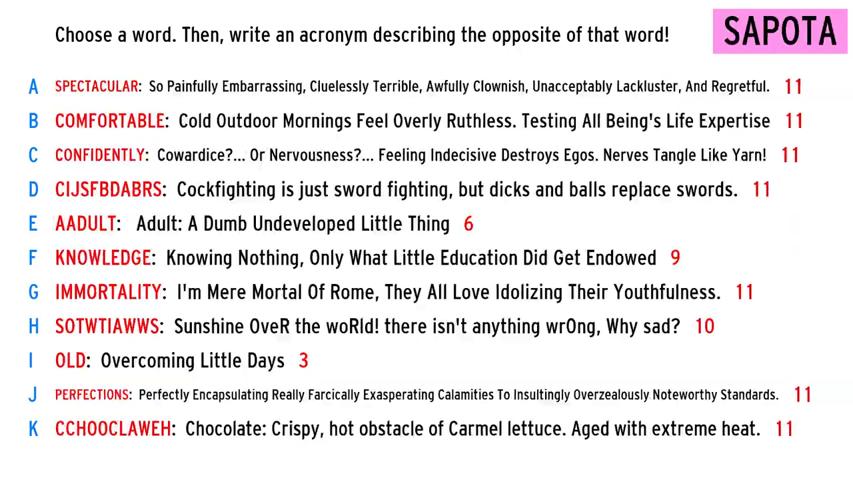 Choose a word. Then, write an acronym describing the opposite of that word! SAPOTA
A SPECTACULAR: So Painfully Embarrassing, Cluelessly Terrible, Awfully Clownish, Unacceptably Lackluster, And Regretful. 11
B COMFORTABLE: Cold Outdoor Mornings Feel Overly Ruthless. Testing All Being's Life Expertise 11
C CONFIDENTLY: Cowardice?... Or Nervousness?... Feeling Indecisive Destroys Egos. Nerves Tangle Like Yarn! 11
D CIJSFBDABRS: Cockfighting is just sword fighting, but dicks and balls replace swords. 11
E AADULT: Adult: A Dumb Undeveloped Little Thing 6
F KNOWLEDGE: Knowing Nothing, Only What Little Education Did Get Endowed 9
G IMMORTALITY: I'm Mere Mortal Of Rome, They All Love Idolizing Their Youthfulness. 11
H SOTWTIAWWS: Sunshine OveR the woRld! there isn't anything wrOng, Why sad? 10
I OLD: Overcoming Little Days 3
J PERFECTIONS: Perfectly Encapsulating Really Farcically Exasperating Calamities To Insultingly Overzealously Noteworthy Standards. 11
K CCHOOCLAWEH: Chocolate: Crispy, hot obstacle of Carmel lettuce. Aged with extreme heat. 11